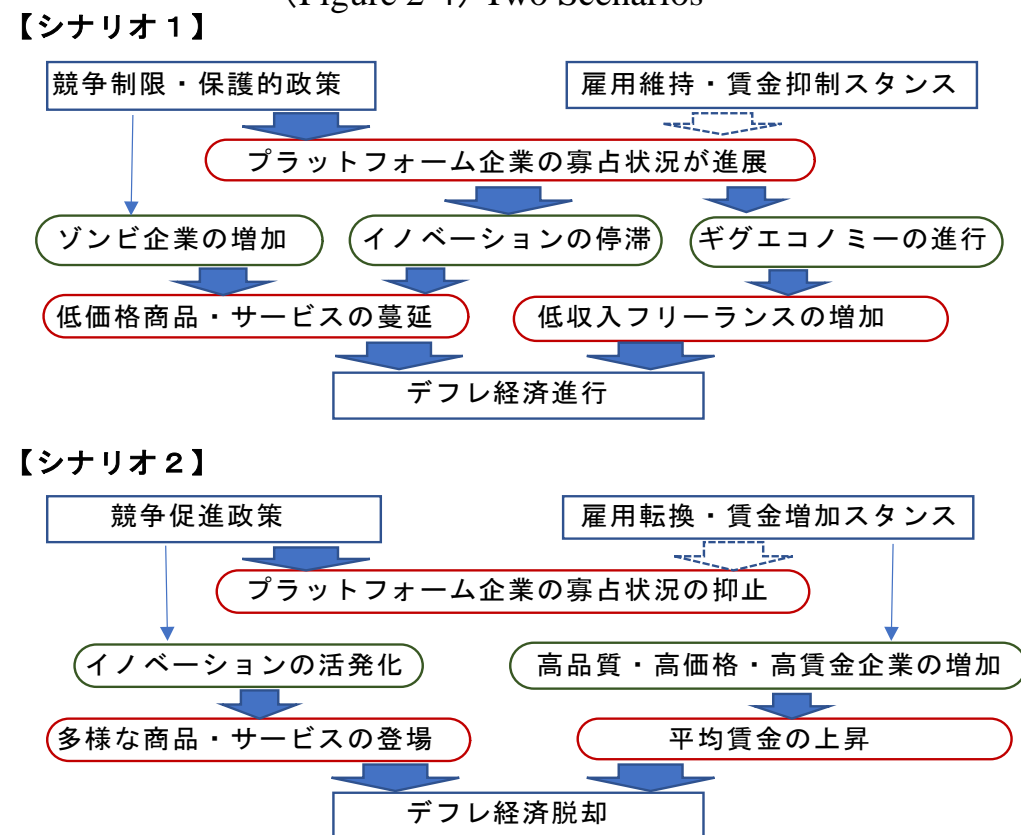 (Figure 2-4) Two Scenarios
【シナリオ１】
競争制限・保護的政策
雇用維持・賃金抑制スタンス
プラットフォーム企業の寡占状況が進展
ゾンビ企業の増加
イノベーションの停滞
ギグエコノミーの進行
低価格商品・サービスの蔓延
低収入フリーランスの増加
デフレ経済進行
【シナリオ２】
競争促進政策
雇用転換・賃金増加スタンス
プラットフォーム企業の寡占状況の抑止
イノベーションの活発化
高品質・高価格・高賃金企業の増加
多様な商品・サービスの登場
平均賃金の上昇
デフレ経済脱却